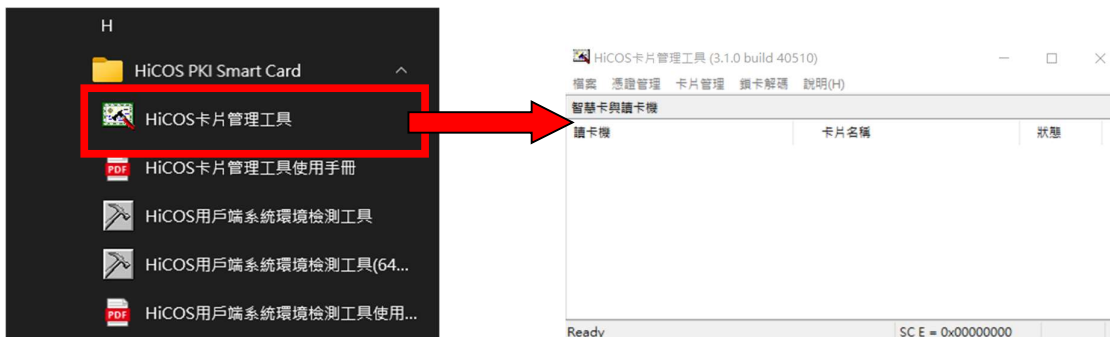 H
HiCOS PKI Smart Card
HiCOS卡片管理工具
PDF
HiCOS卡片管理工具使用手冊
HiCOS用戶端系統環境檢測工具
HiCOS用戶端系統環境檢測工具(64...
PDF
HiCOS用戶端系統環境檢測工具使用...
HiCOS卡片管理工具 (3.1.0 build 40510)
檔案 憑證管理 卡片管理 鎖卡解碼 說明(H)
智慧卡與讀卡機
讀卡機 卡片名稱 狀態
Ready SC E = 0x00000000